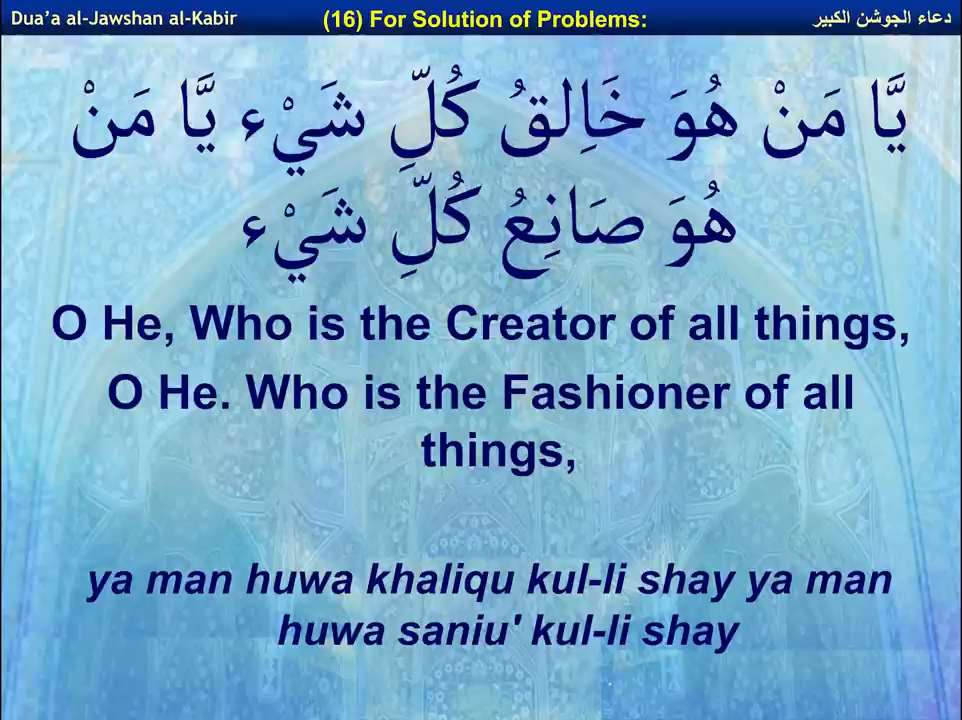 Dua'a al-Jawshan al-Kabir
(16) For Solution of Problems:
دعاء الجوشن الكبير
يَّا مَنْ هُوَ خَاِلقُ كُلِّ شَيْء يَّا مَنْ
هُوَ صَانِعُ كُلِّ شَيْء
O He, Who is the Creator of all things,
O He. Who is the Fashioner of all
things,
ya man huwa khaliqu kul-li shay ya man
huwa saniu' kul-li shay